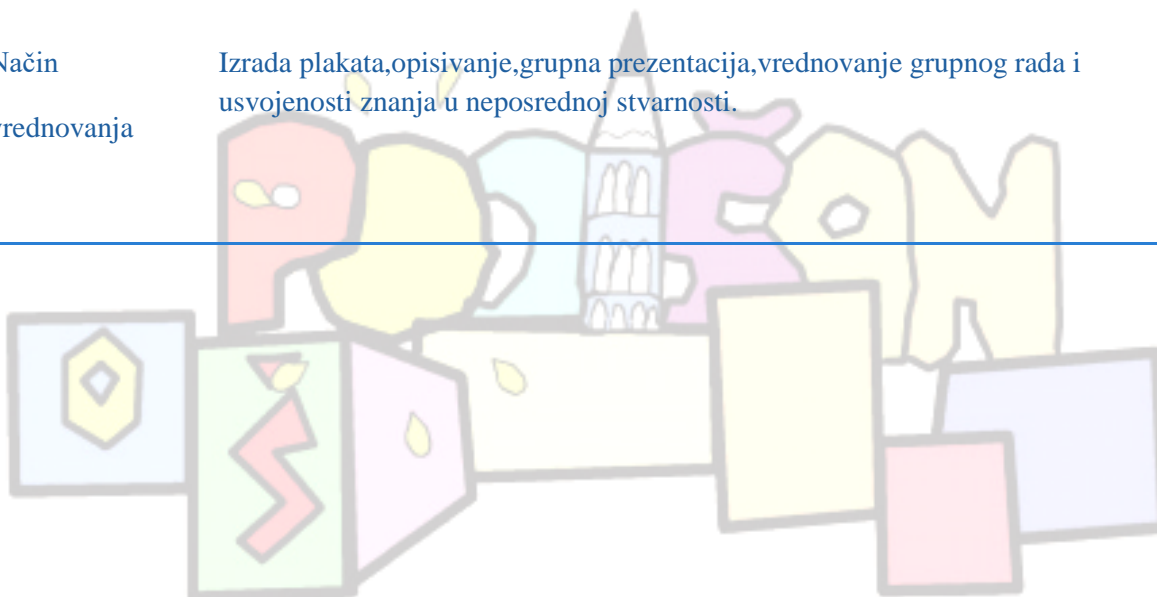 Način
Izrada plakata,opisivanje,grupna prezentacija,vrednovanje grupnog rada i
usvojenosti znanja u neposrednoj stvarnosti.
vrednovanja